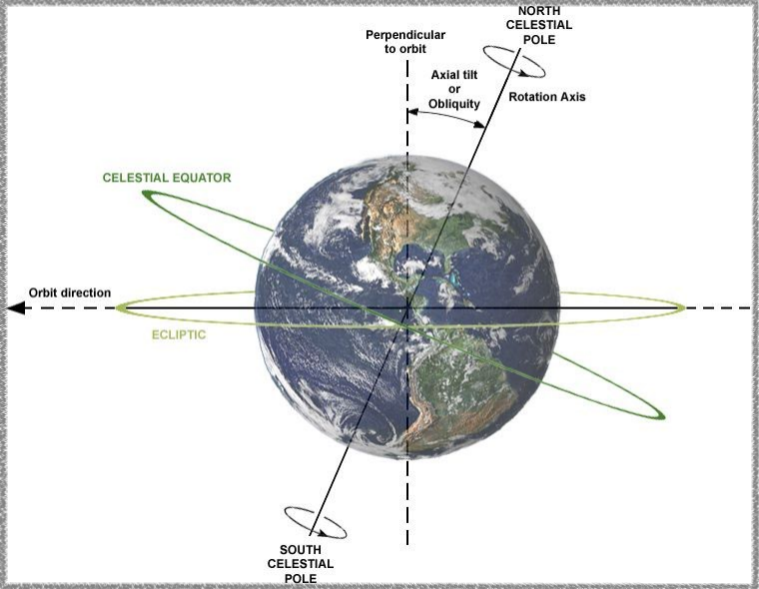 NORTH
CELESTIAL
POLE
Perpendicular
to orbit
Axial tilt
or
Obliquity
Rotation Axis
CELESTIAL EQUATOR
Orbit direction
ECLIPTIC
SOUTH
CELESTIAL
POLE